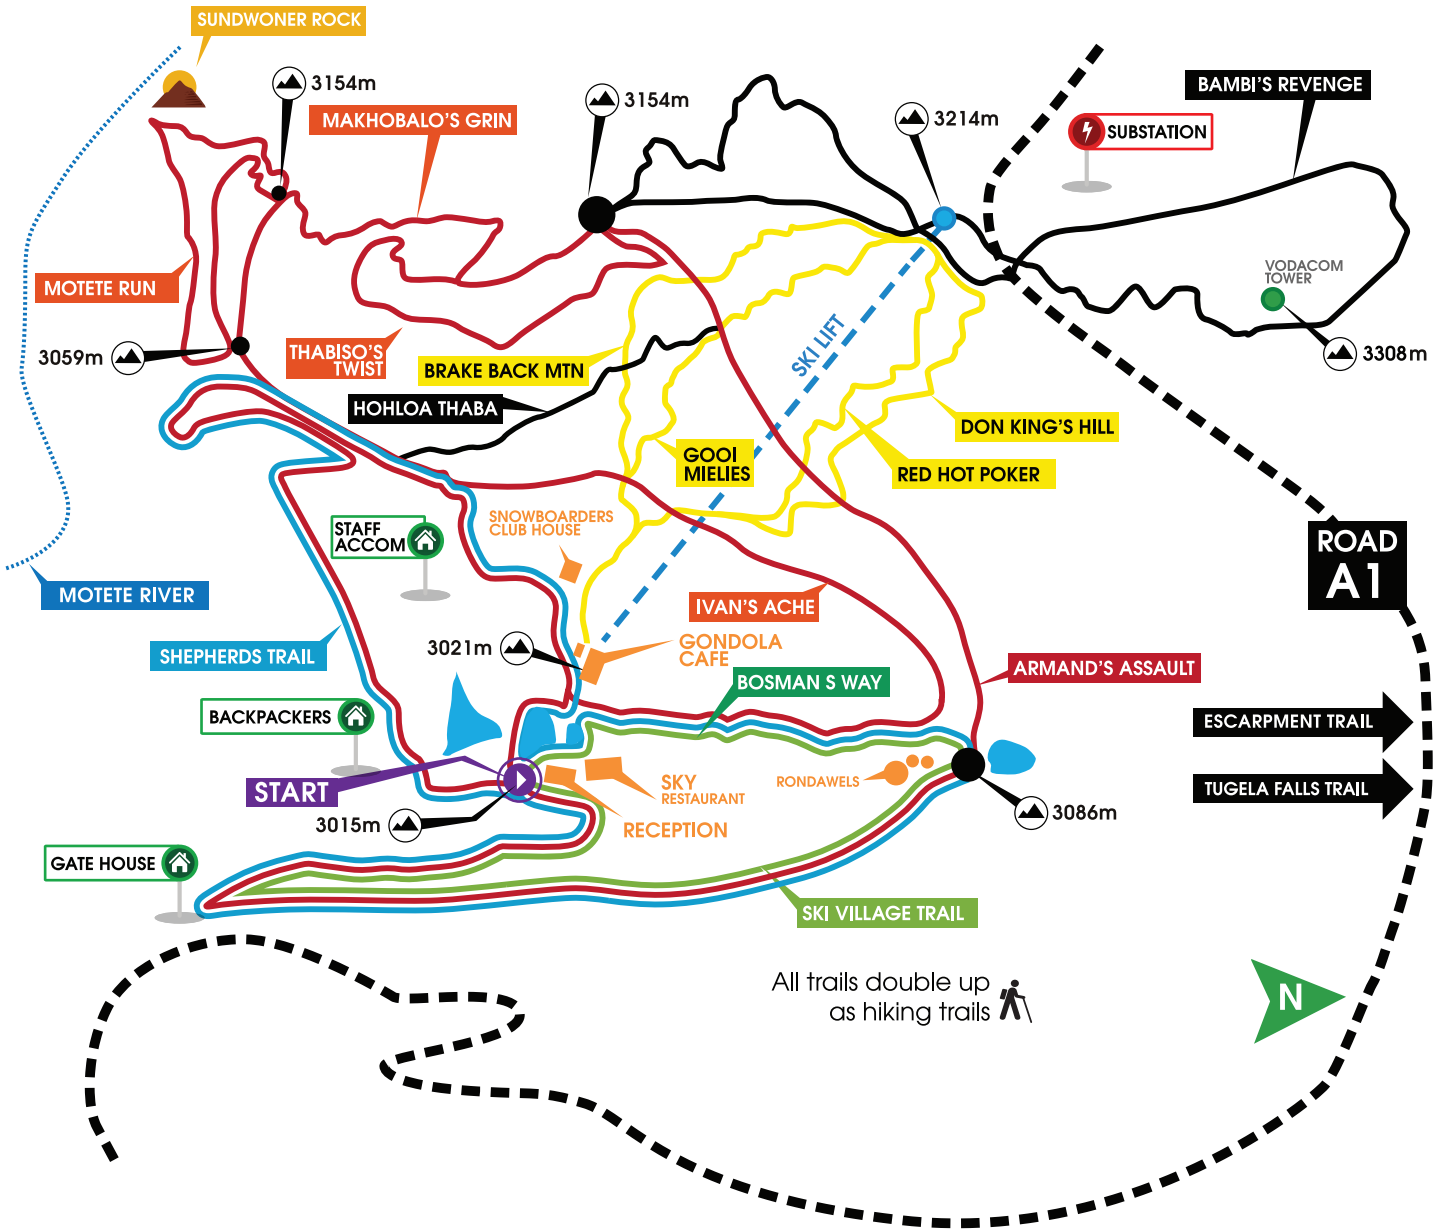 SUNDWONER ROCK
3154m
MAKHOBALO'S GRIN
3154m
3214m
BAMBI'S REVENGE
SUBSTATION
MOTETE RUN
VODACOM
TOWER
3059m
THABISO'S
TWIST
BRAKE BACK MTN
SKI LIFT
3308m
HOHLOA THABA
DON KING'S HILL
GOOI
MIELIES
RED HOT POKER
SNOWBOARDERS
CLUB HOUSE
STAFF
ACCOM
ROAD
A1
MOTETE RIVER
IVAN'S ACHE
SHEPHERDS TRAIL
3021m
GONDOLA
CAFE
ARMAND'S ASSAULT
BOSMAN S WAY
BACKPACKERS
ESCARPMENT TRAIL
START
SKY
RESTAURANT
RONDAWELS
TUGELA FALLS TRAIL
3015m
RECEPTION
3086m
GATE HOUSE
SKI VILLAGE TRAIL
All trails double up
as hiking trails
N